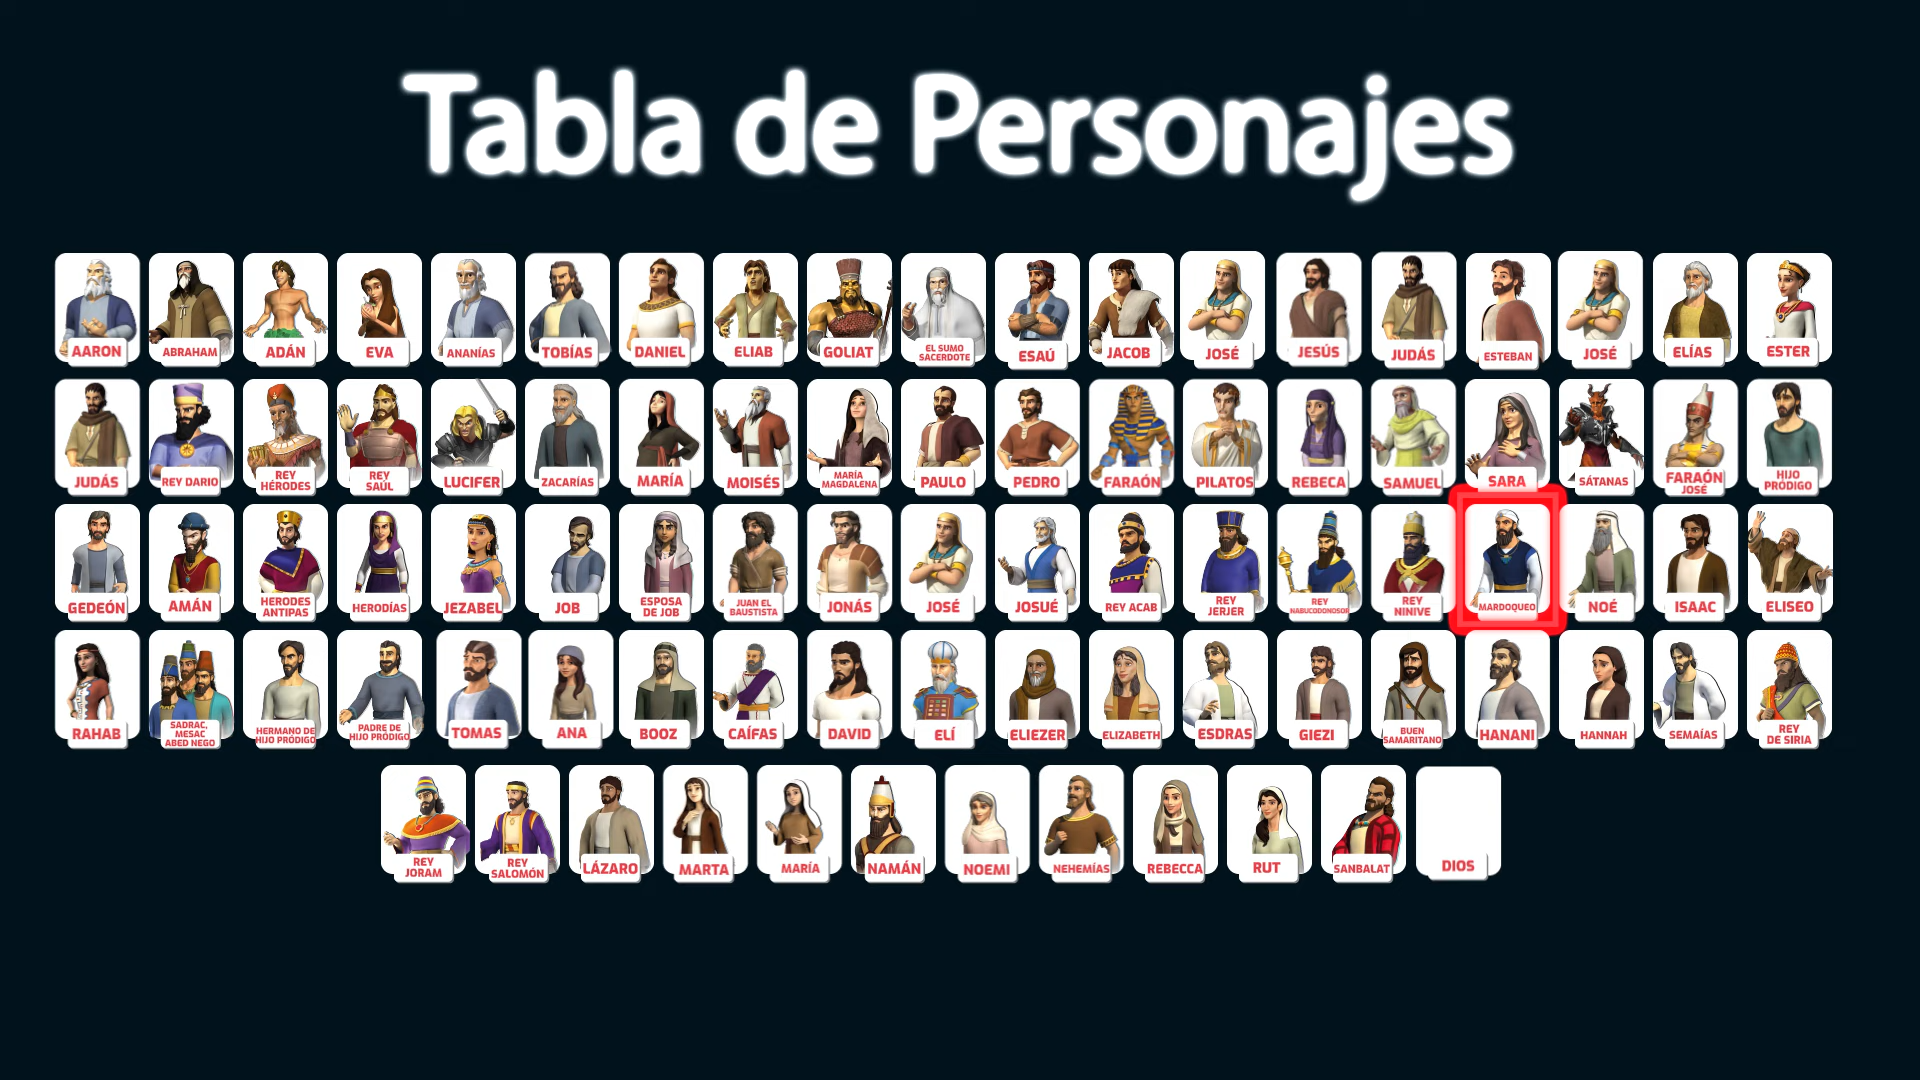 Tabla de Personajes
AARON
ABRAHAM
ADÁN
EVA
ANANÍAS
TOBÍAS
DANIEL
ELIAB
GOLIAT
EL SUMO
SACERDOTE
ESAÚ
JACOB
JOSÉ
JESÚS
JUDÁS
ESTEBAN
JOSÉ
ELÍAS
ESTER
JUDÁS
REY DARIO
REY
HÉRODES
REY
SAÚL
LUCIFER
ZACARÍAS
MARÍA
MOISÉS
MARÍA
MAGDALENA
PAULO
PEDRO
FARAÓN
PILATOS
REBECA
SAMUEL
SARA
SÁTANAS
FARAÓN
JOSÉ
HIJO
PRÓDIGO
GEDEÓN
AMÁN
HERODES
ANTIPAS
HERODÍAS
JEZABEL
JOB
ESPOSA
DE JOB
JUAN EL
BAUSTISTA
JONÁS
JOSÉ
JOSUÉ
REY ACAB
REY
JERJER
REY
NABUCODONOSOR
REY
NINIVE
MARDOQUEO
NOÉ
ISAAC
ELISEO
RAHAB
SADRAC,
MESAC
ABED NEGO
HERMANO DE
HIJO PRÓDIGO
PADRE DE
HIJO PRÓDIGO
TOMAS
ANA
BOOZ
CAÍFAS
DAVID
ELÍ
ELIEZER
ELIZABETH
ESDRAS
GIEZI
BUEN
SAMARITANO
HANANI
HANNAH
SEMAÍAS
REY
DE SIRIA
REY
JORAM
REY
SALOMÓN
LÁZARO
MARTA
MARÍA
NAMÁN
NOEMI
NEHEMÍAS
REBECCA
RUT
SANBALAT
DIOS